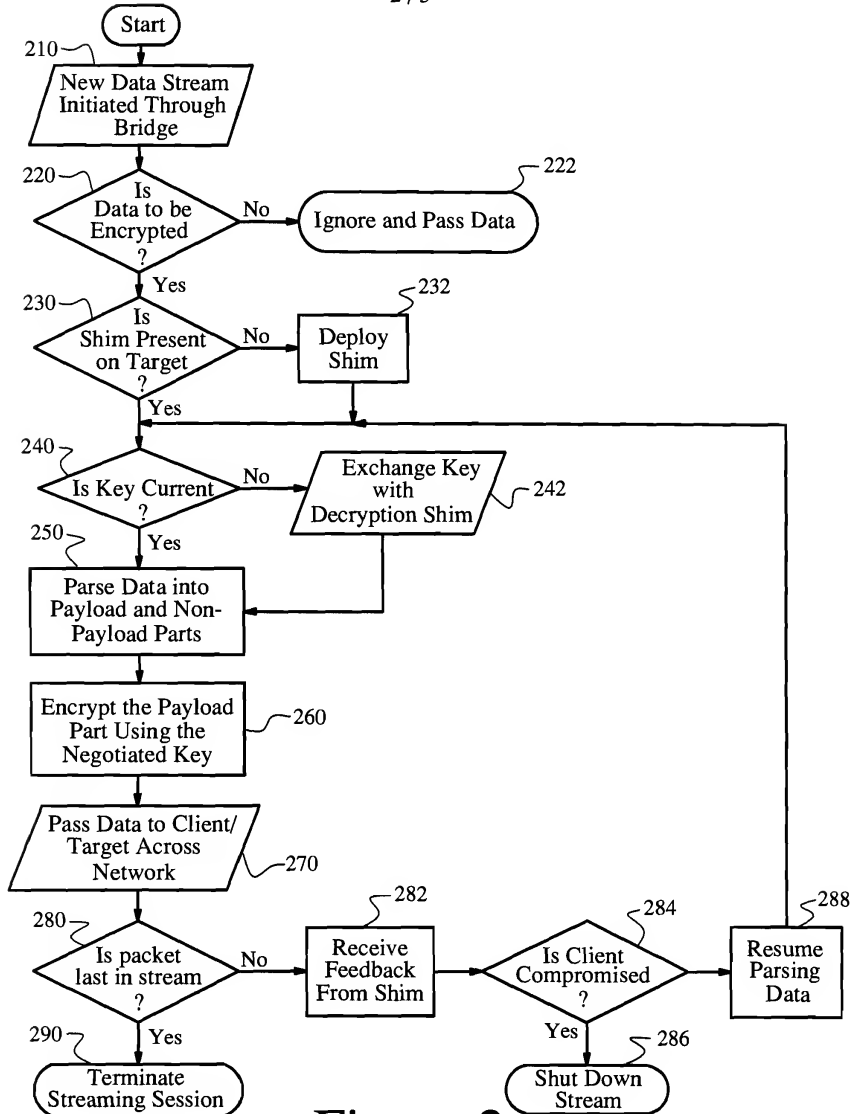 Start
210
New Data Stream
Initiated Through
Bridge
220
Is
Data to be
Encrypted
?
No
222
Ignore and Pass Data
Yes
230
Is
Shim Present
on Target
?
No
232
Deploy
Shim
Yes
240
Is Key Current
?
No
Exchange Key
with
Decryption Shim
242
Yes
250
Parse Data into
Payload and Non-
Payload Parts
Encrypt the Payload
Part Using the
Negotiated Key
260
Pass Data to Client/
Target Across
Network
270
280
Is packet
last in stream
?
No
282
Receive
Feedback
From Shim
284
Is Client
Compromised
?
288
Resume
Parsing
Data
Yes
290
Terminate
Streaming Session
Yes
286
Shut Down
Stream